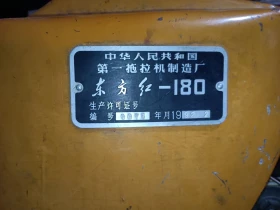 中华人民共和国
第一拖拉机制造厂
东方红-180
生产许可证号
编号 年月19